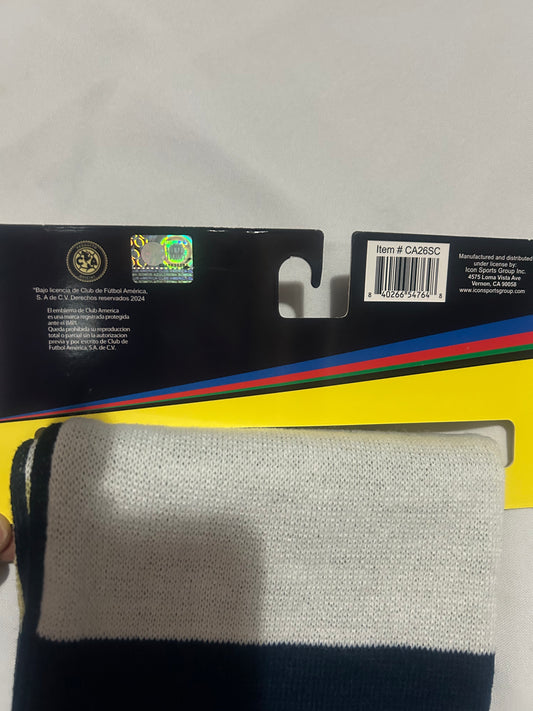 "Bajo licencia de Club de Fútbol América,
S. A de C.V. Derechos reservados 2024
El emblema de Club America
es una marca registrada protegida
ante el IMPI.
Queda prohibida su reproduccion
total o parcial sin la autorizacion
previa y por escrito de Club de
Futbol América, S.A. de C.V.
Item # CA26SC
8 40266 54764 8
Manufactured and distributed
under license by:
Icon Sports Group Inc.
4575 Loma Vista Ave
Vernon, CA 90058
www.iconsportsgroup.com